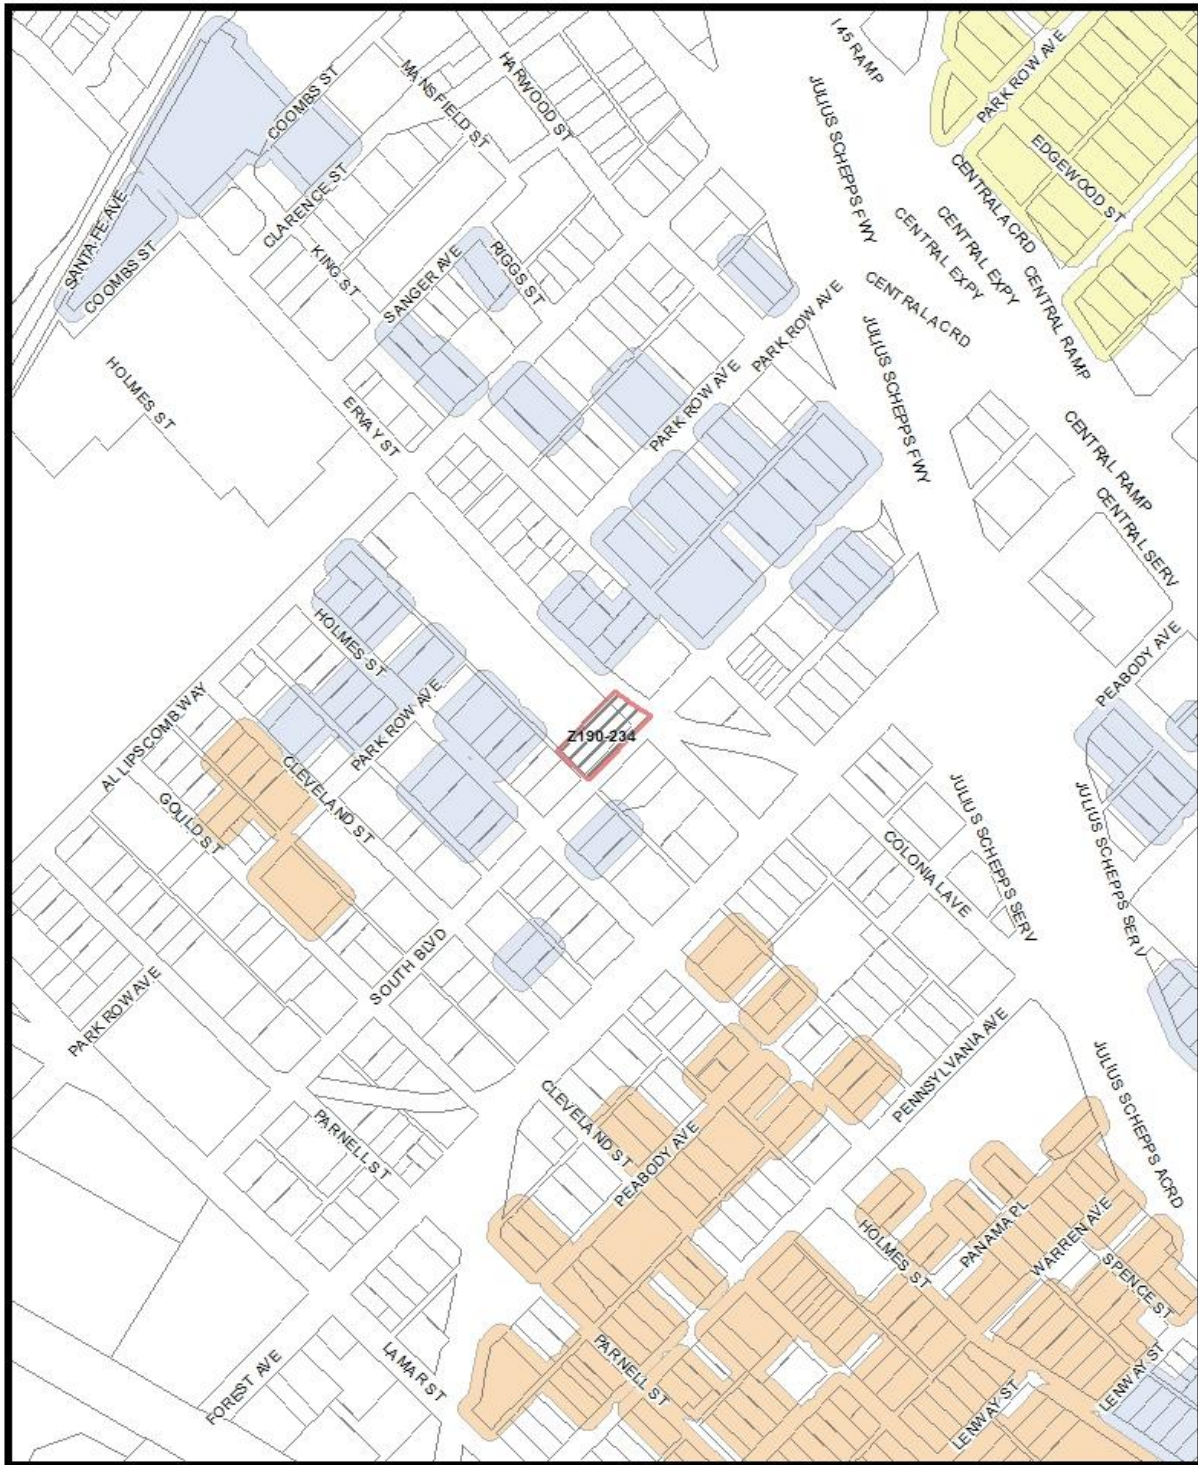 I45 RAMP
PARK ROW AVE
HARWOOD ST
MANSFIELD ST
COOMBS ST
JULIUS SCHEPPS FWY
EDGEWOOD ST
CENTRAL ACRD
CLARENCE ST
SANTA FE AVE
COOMBS ST
KING ST
SANGER AVE
RIGGS ST
CENTRAL EXPY
CENTRAL EXPY
CENTRAL RAMP
CENTRAL ACRD
PARK ROW AVE
JULIUS SCHEPPS FWY
HOLMES ST
ERVAY ST
PARK ROW AVE
CENTRAL RAMP
CENTRAL SERV
HOLMES ST
PEABODY AVE
AL LIPSCOMB WAY
PARK ROW AVE
Z190-234
CLEVELAND ST
GOULD ST
JULIUS SCHEPPS SERV
JULIUS SCHEPPS SERV
COLONIAL AVE
SOUTH BLVD
PARK ROW AVE
PENNSYLVANIA AVE
JULIUS SCHEPPS ACRD
CLEVELAND ST
PARNELL ST
PEABODY AVE
HOLMES ST
PANAMA PL
WARREN AVE
SPENCE ST
PARNELL ST
LAMAR ST
FOREST AVE
LENWAY ST
LENWAY ST